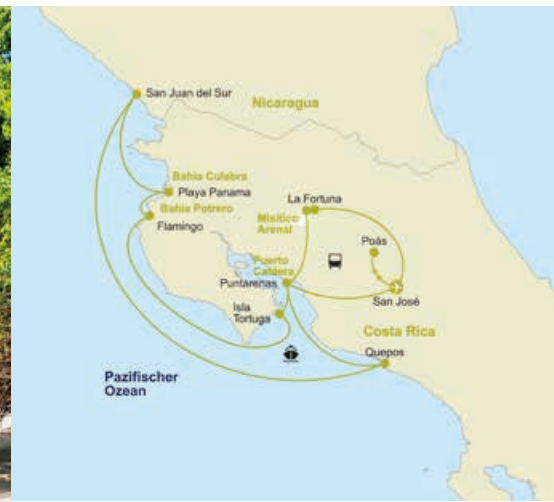 San Juan del Sur
Nicaragua
Bahia Culebra
Playa Panama
Bahia Potrero
Flamingo
La Fortuna
Misitico
Arenal
Poás
Puerto
Caldera
Puntarenas
San José
Isla
Tortuga
Costa Rica
Quepos
Pazifischer
Ozean